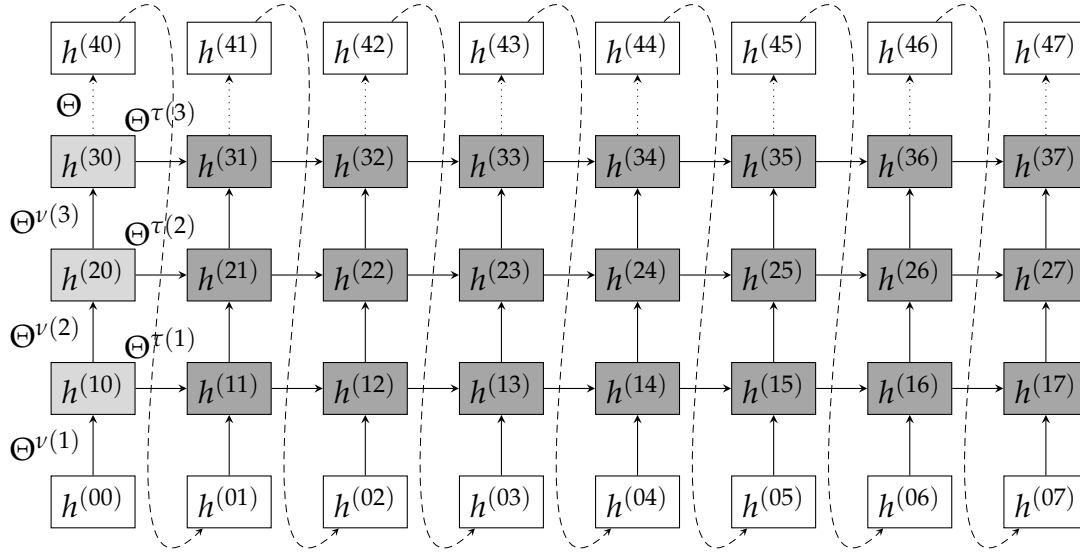 h^(40) h^(41) h^(42) h^(43) h^(44) h^(45) h^(46) h^(47)
Θ Θ^τ(3)
h^(30) h^(31) h^(32) h^(33) h^(34) h^(35) h^(36) h^(37)
Θ^ν(3) Θ^τ(2)
h^(20) h^(21) h^(22) h^(23) h^(24) h^(25) h^(26) h^(27)
Θ^ν(2) Θ^τ(1)
h^(10) h^(11) h^(12) h^(13) h^(14) h^(15) h^(16) h^(17)
Θ^ν(1)
h^(00) h^(01) h^(02) h^(03) h^(04) h^(05) h^(06) h^(07)